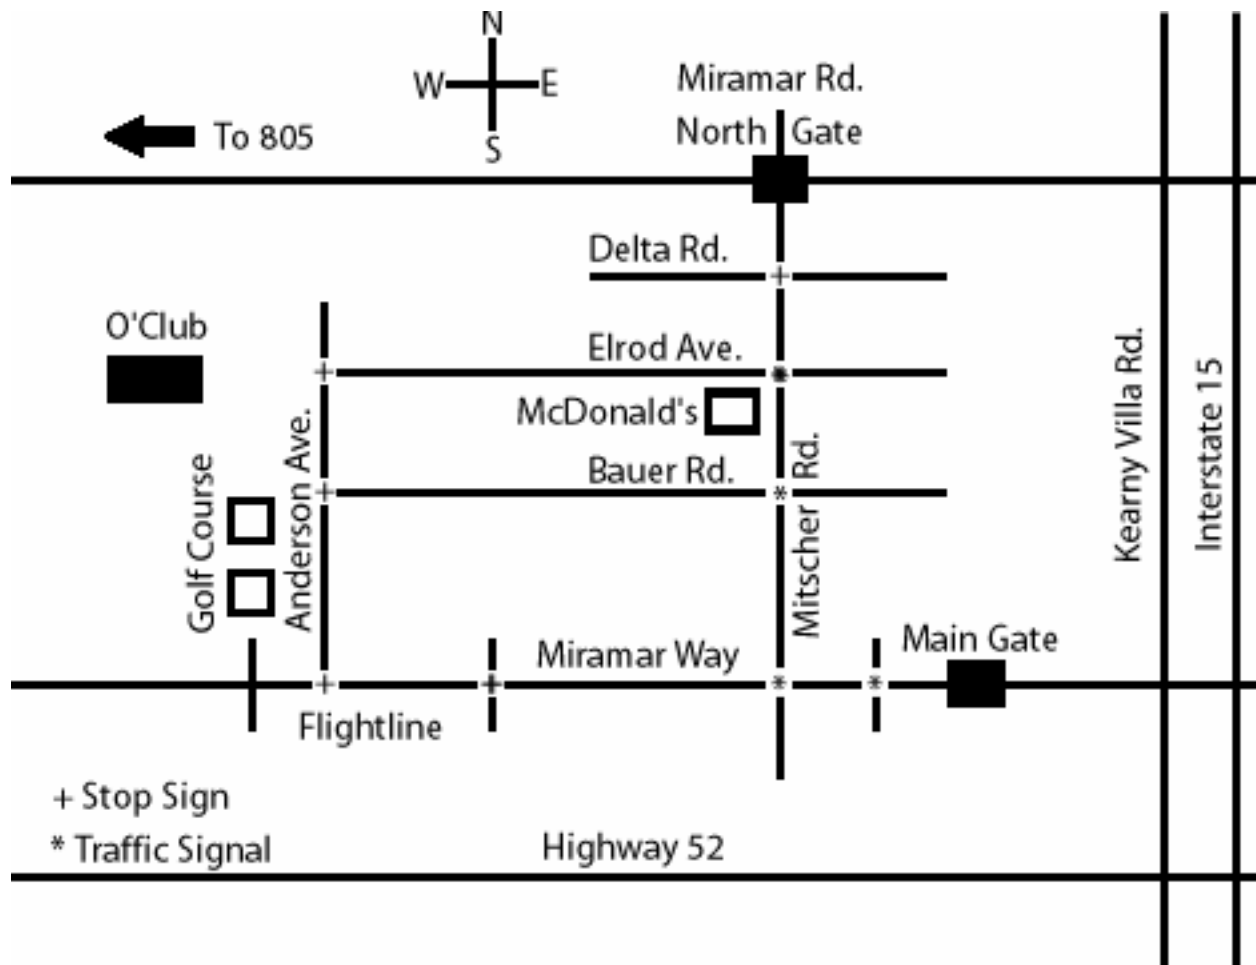 N
W E
S
Miramar Rd.
North Gate
To 805
Delta Rd.
O'Club
Elrod Ave.
McDonald's
Bauer Rd.
Golf Course
Anderson Ave.
Mitscher Rd.
Kearny Villa Rd.
Interstate 15
Main Gate
Miramar Way
Flightline
+ Stop Sign
* Traffic Signal
Highway 52